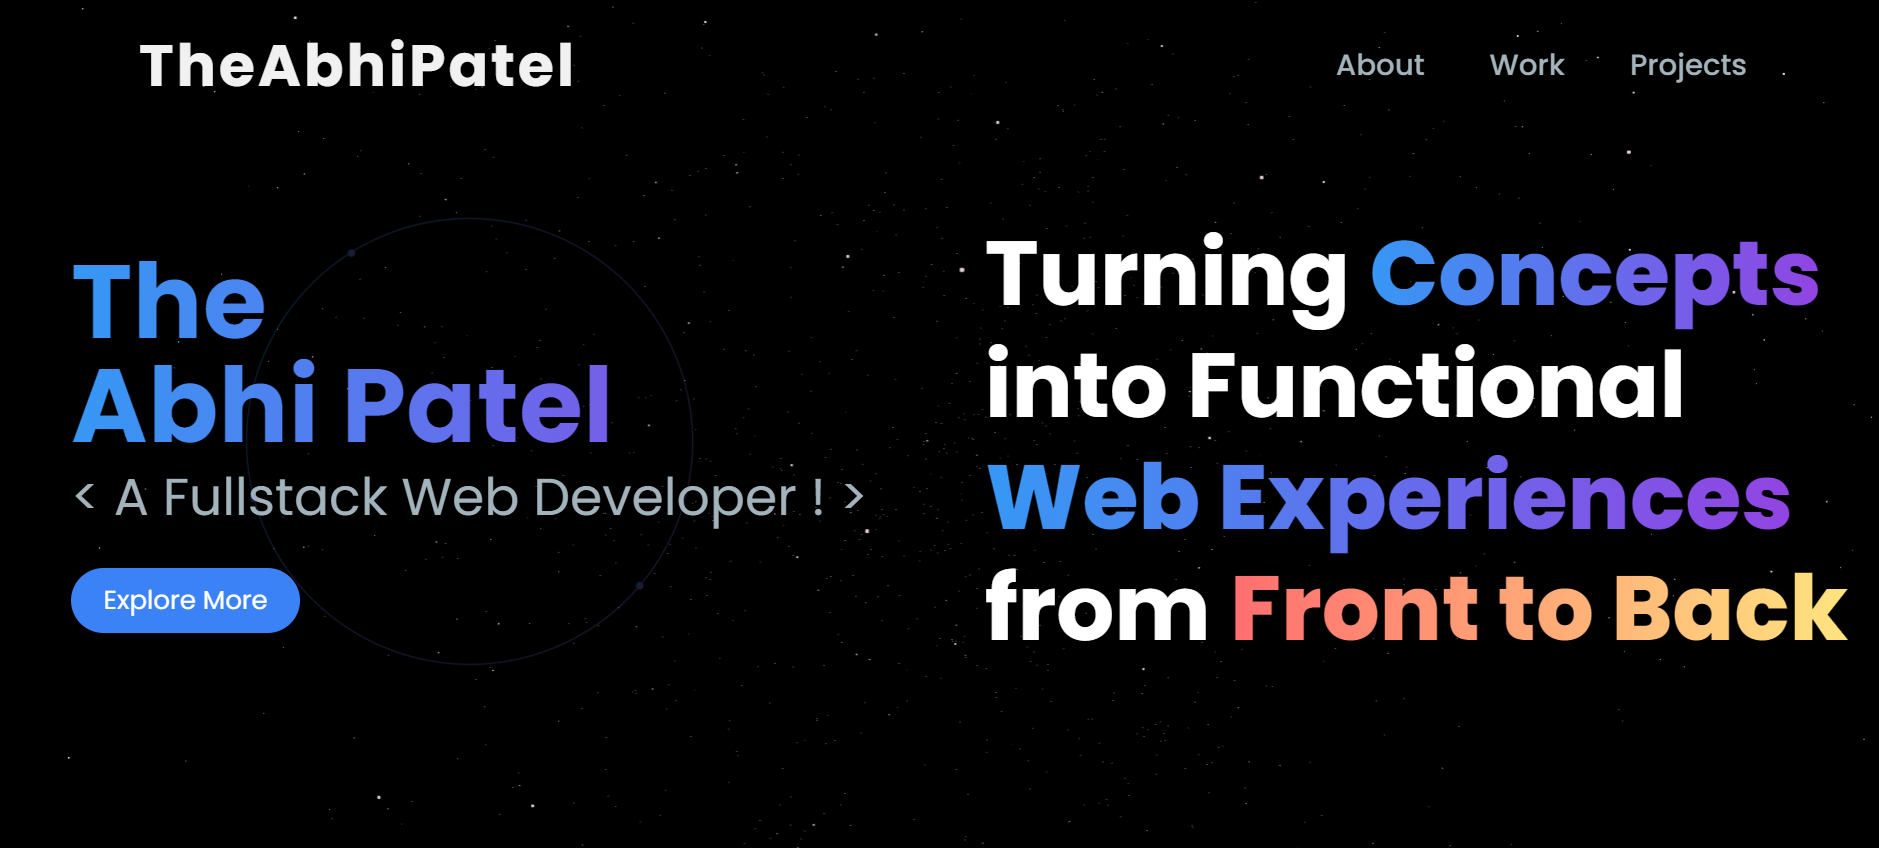 TheAbhiPatel
About
Work
Projects
The
Abhi Patel
< A Fullstack Web Developer ! >
Explore More
Turning Concepts
into Functional
Web Experiences
from Front to Back